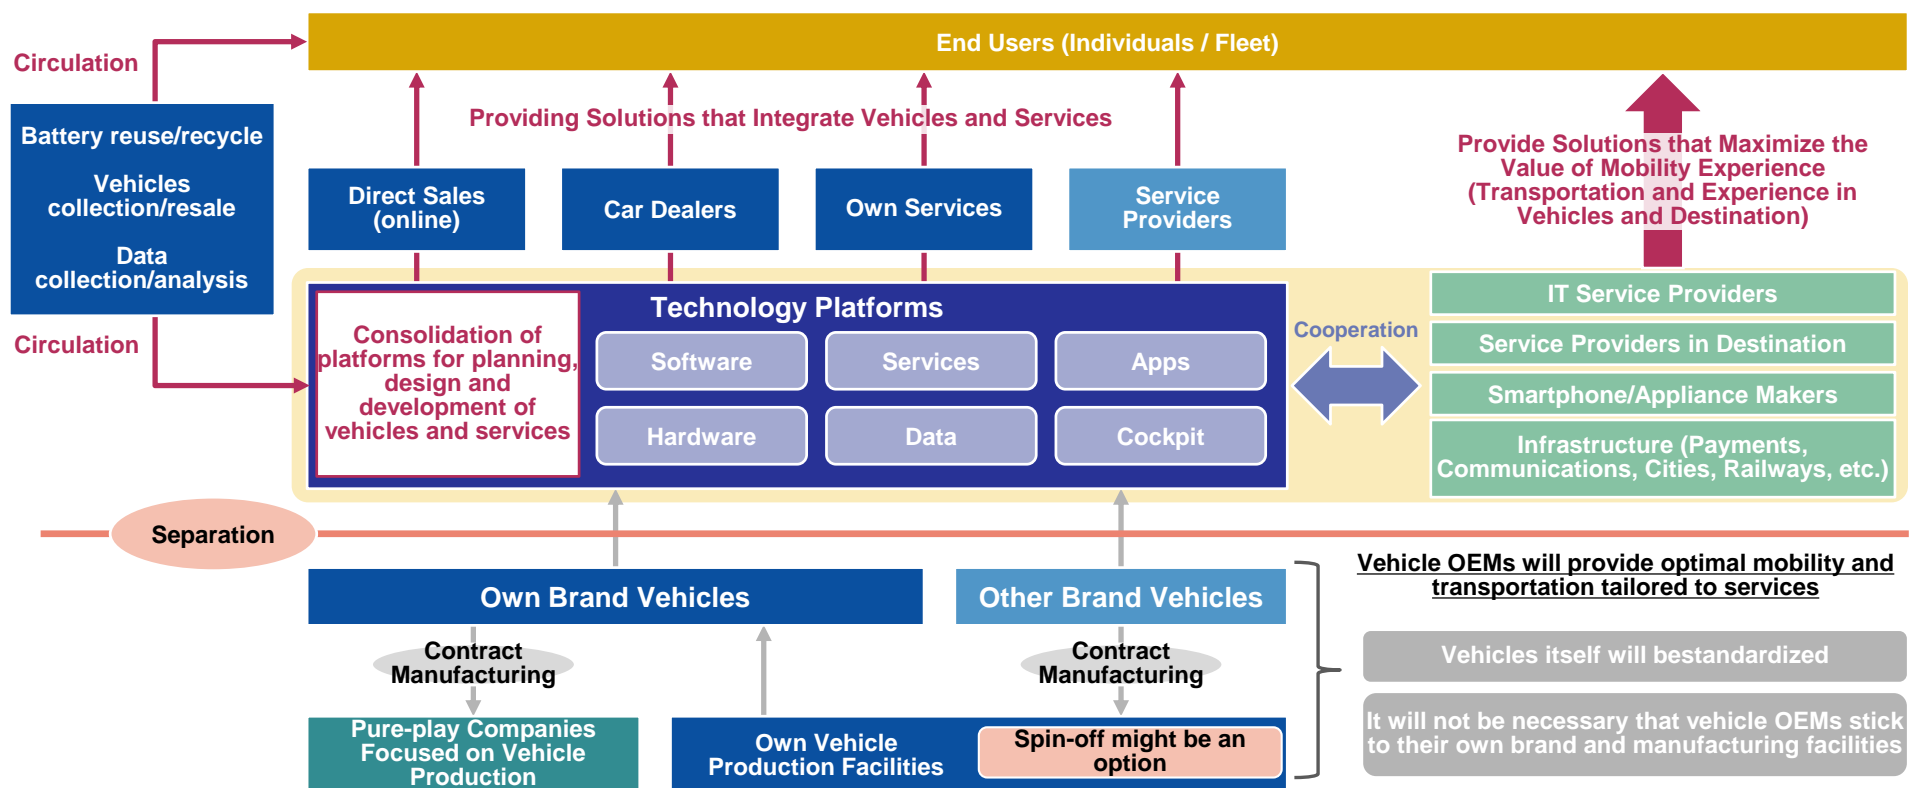 End Users (Individuals / Fleet)
Circulation
Battery reuse/recycle
Vehicles
collection/resale
Data
collection/analysis
Circulation
Providing Solutions that Integrate Vehicles and Services
Direct Sales
(online)
Car Dealers
Own Services
Service
Providers
Provide Solutions that Maximize the
Value of Mobility Experience
(Transportation and Experience in
Vehicles and Destination)
Consolidation of
platforms for planning,
design and
development of
vehicles and services
Technology Platforms
Software
Services
Apps
Hardware
Data
Cockpit
Cooperation
IT Service Providers
Service Providers in Destination
Smartphone/Appliance Makers
Infrastructure (Payments,
Communications, Cities, Railways, etc.)
Separation
Own Brand Vehicles
Other Brand Vehicles
Contract
Manufacturing
Contract
Manufacturing
Pure-play Companies
Focused on Vehicle
Production
Own Vehicle
Production Facilities
Spin-off might be an
option
Vehicle OEMs will provide optimal mobility and
transportation tailored to services
Vehicles itself will bestandardized
It will not be necessary that vehicle OEMs stick
to their own brand and manufacturing facilities